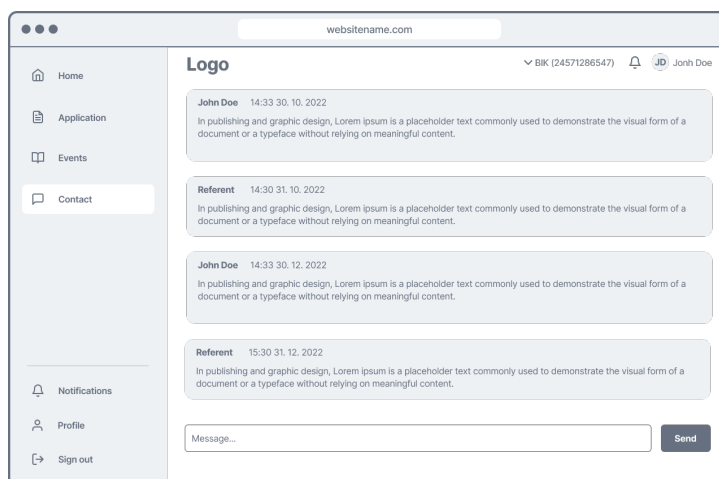 websitename.com
Logo
BIK (24571286547)
JD
Jonh Doe
Home
Application
Events
Contact
Notifications
Profile
Sign out
John Doe 14:33 30. 10. 2022
In publishing and graphic design, Lorem ipsum is a placeholder text commonly used to demonstrate the visual form of a
document or a typeface without relying on meaningful content.
Referent 14:30 31. 10. 2022
In publishing and graphic design, Lorem ipsum is a placeholder text commonly used to demonstrate the visual form of a
document or a typeface without relying on meaningful content.
John Doe 14:33 30. 12. 2022
In publishing and graphic design, Lorem ipsum is a placeholder text commonly used to demonstrate the visual form of a
document or a typeface without relying on meaningful content.
Referent 15:30 31. 12. 2022
In publishing and graphic design, Lorem ipsum is a placeholder text commonly used to demonstrate the visual form of a
document or a typeface without relying on meaningful content.
Message...
Send